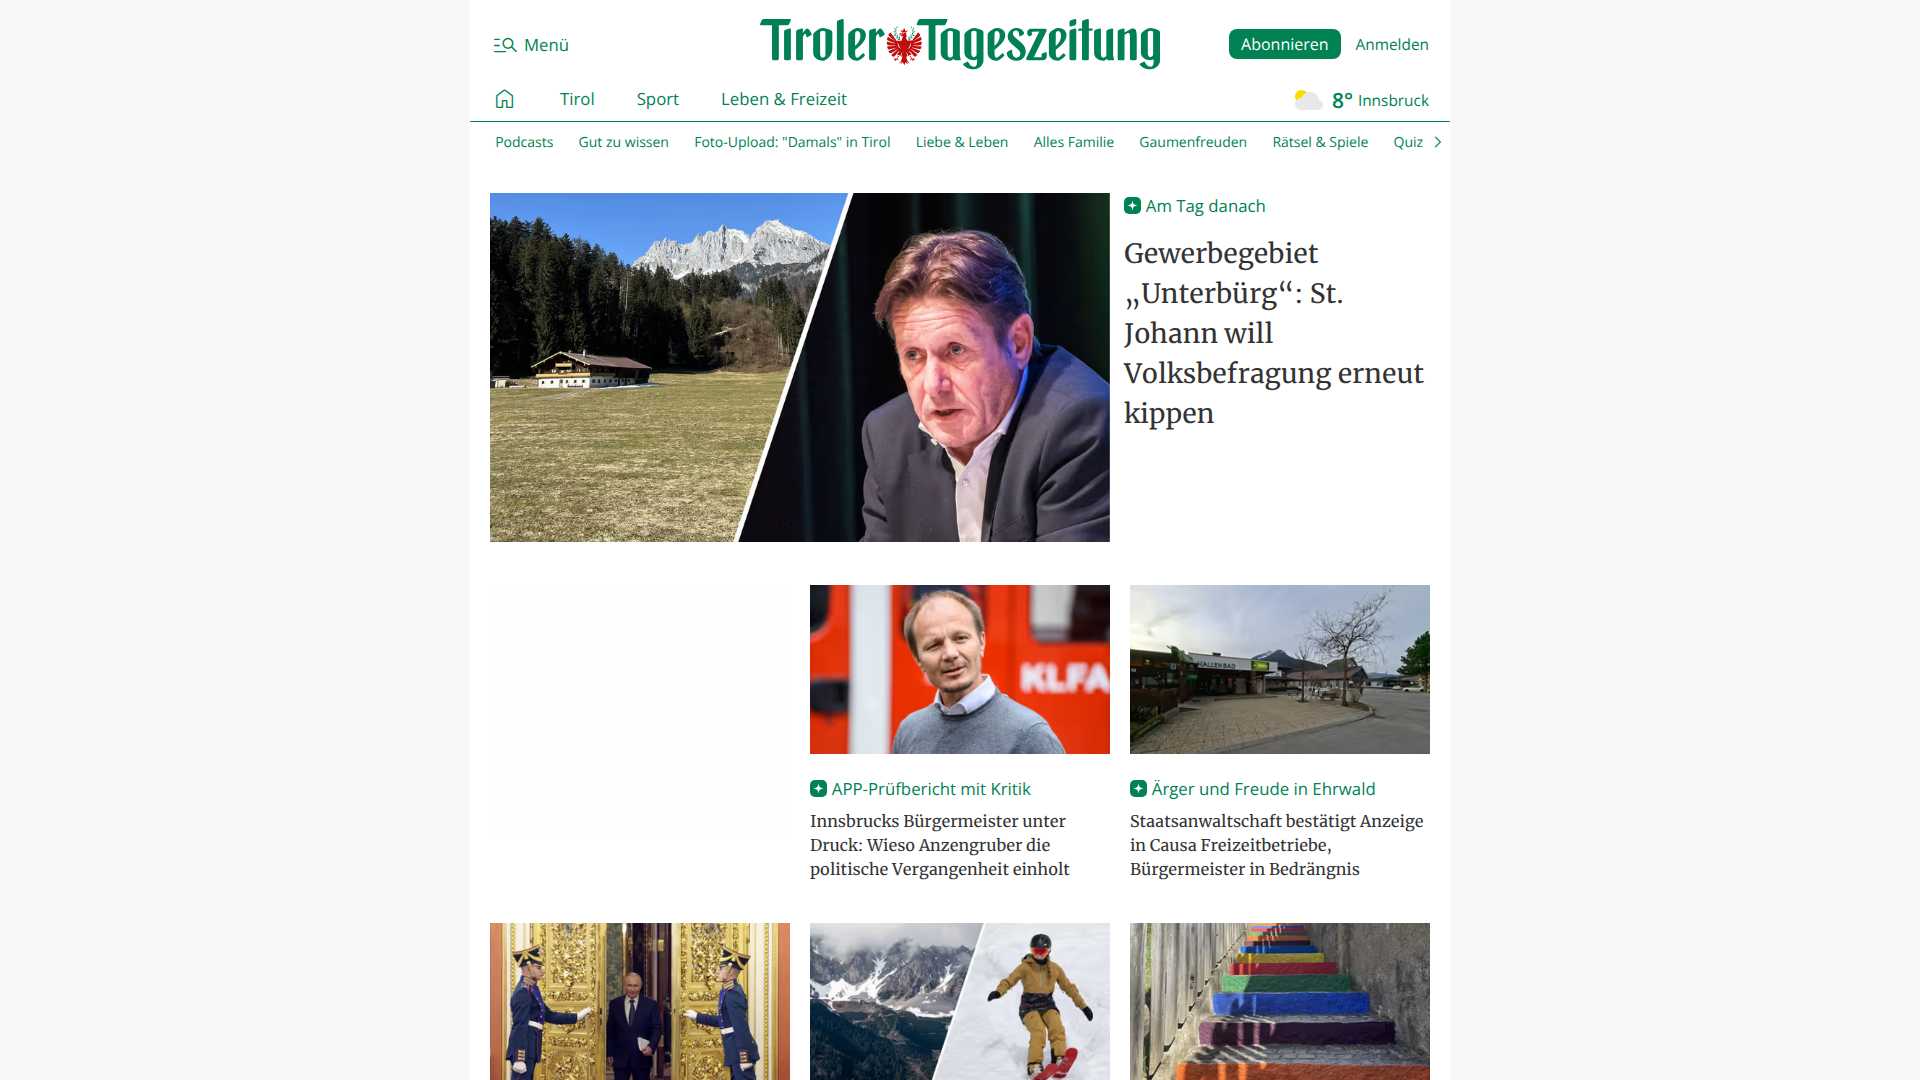 Menü
Tiroler Tageszeitung
Abonnieren
Anmelden
Tirol
Sport
Leben & Freizeit
8° Innsbruck
Podcasts
Gut zu wissen
Foto-Upload: "Damals" in Tirol
Liebe & Leben
Alles Familie
Gaumenfreuden
Rätsel & Spiele
Quiz
Am Tag danach
Gewerbegebiet
„Unterbürg“: St.
Johann will
Volksbefragung erneut
kippen
KLFA
HALLENBAD
APP-Prüfbericht mit Kritik
Innsbrucks Bürgermeister unter
Druck: Wieso Anzengruber die
politische Vergangenheit einholt
Ärger und Freude in Ehrwald
Staatsanwaltschaft bestätigt Anzeige
in Causa Freizeitbetriebe,
Bürgermeister in Bedrängnis